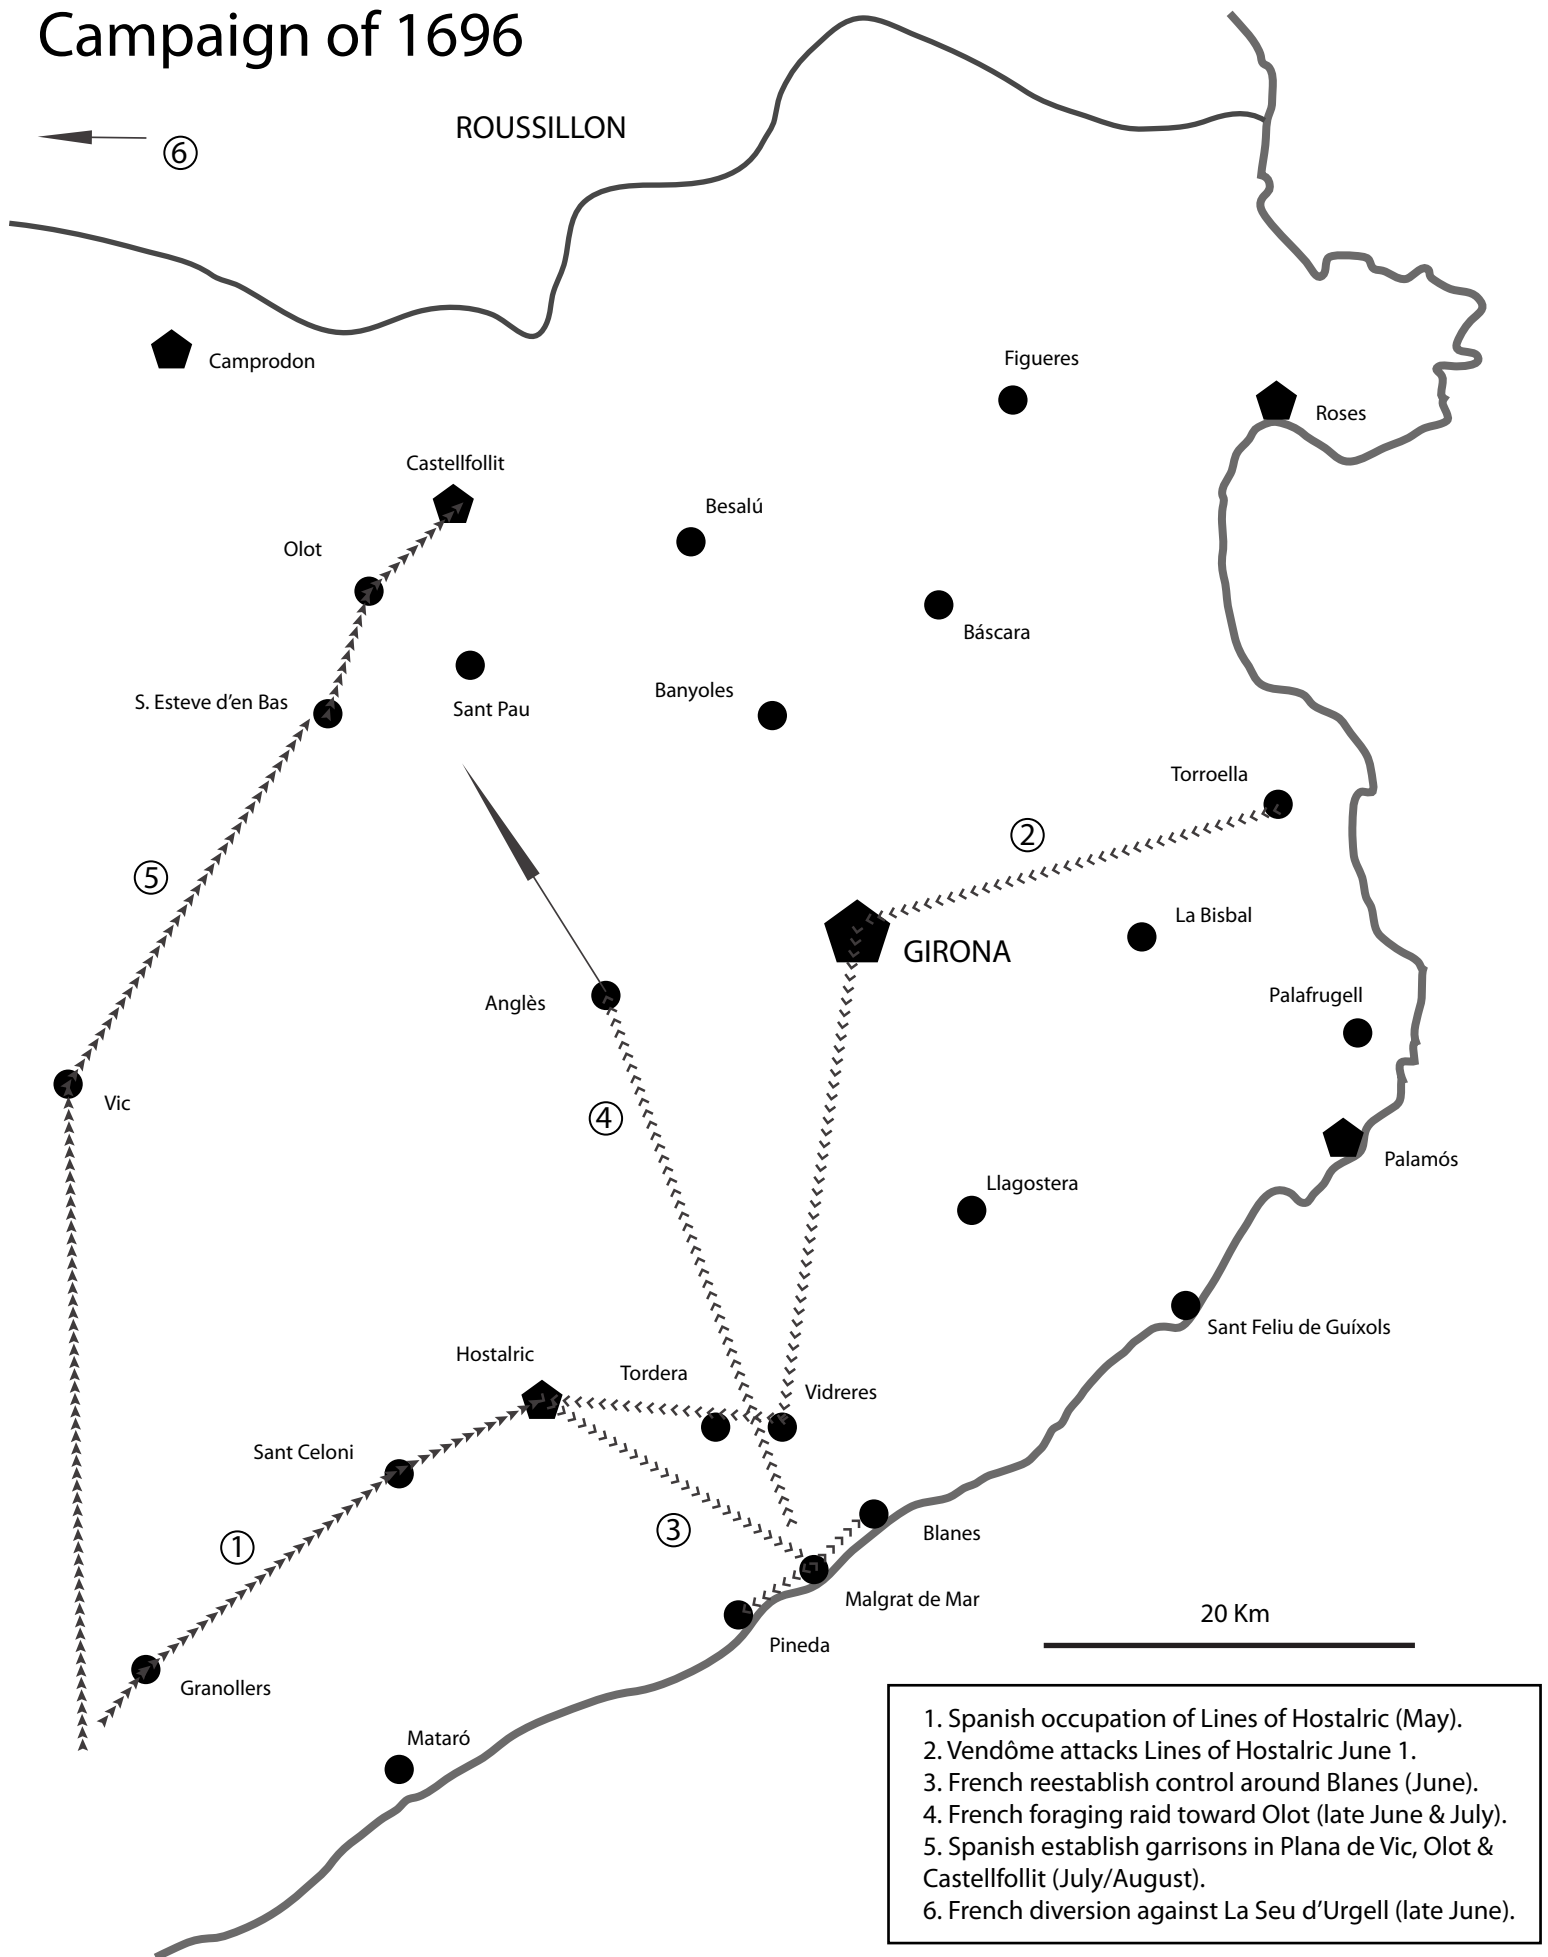 Campaign of 1696
ROUSSILLON
⑥
Camprodon
Figueres
Roses
Castellfollit
Besalú
Olot
Báscara
S. Esteve d’en Bas
Sant Pau
Banyoles
Torroella
②
⑤
La Bisbal
GIRONA
Anglès
Palafrugell
Vic
④
Palamós
Llagostera
Sant Feliu de Guíxols
Hostalric
Tordera
Vidreres
Sant Celoni
③
Blanes
①
Malgrat de Mar
20 Km
Pineda
Granollers
Mataró
1. Spanish occupation of Lines of Hostalric (May).
2. Vendôme attacks Lines of Hostalric June 1.
3. French reestablish control around Blanes (June).
4. French foraging raid toward Olot (late June & July).
5. Spanish establish garrisons in Plana de Vic, Olot &
Castellfollit (July/August).
6. French diversion against La Seu d’Urgell (late June).